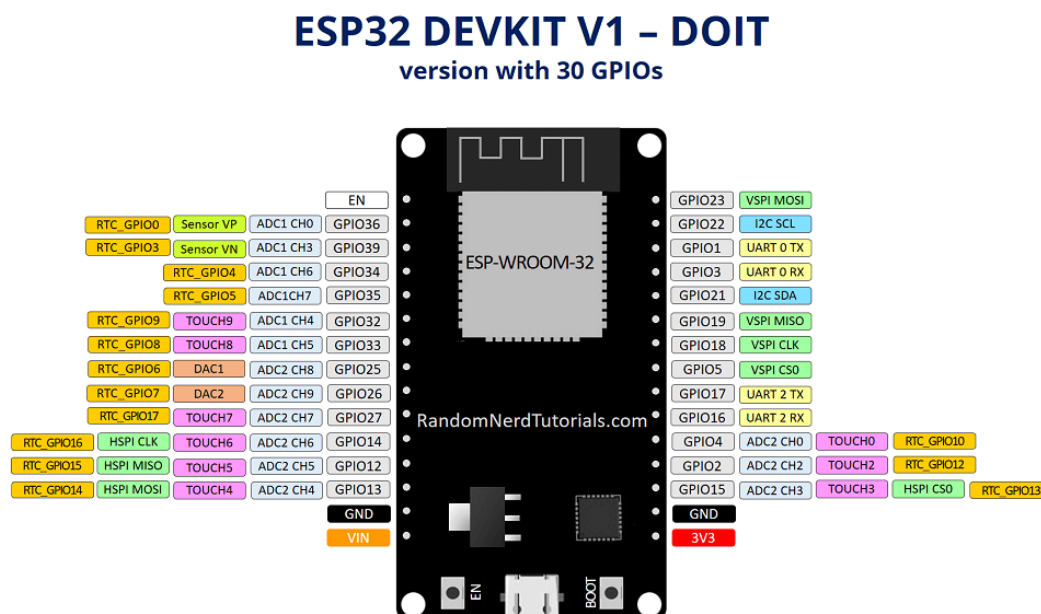 ESP32 DEVKIT V1 – DOIT
version with 30 GPIOs
EN GPIO23 VSPI MOSI
RTC_GPIO0 Sensor VP ADC1 CH0 GPIO36 GPIO22 I2C SCL
RTC_GPIO3 Sensor VN ADC1 CH3 GPIO39 GPIO1 UART 0 TX
RTC_GPIO4 ADC1 CH6 GPIO34 ESP-WROOM-32 GPIO3 UART 0 RX
RTC_GPIO5 ADC1CH7 GPIO35 GPIO21 I2C SDA
RTC_GPIO9 TOUCH9 ADC1 CH4 GPIO32 GPIO19 VSPI MISO
RTC_GPIO8 TOUCH8 ADC1 CH5 GPIO33 GPIO18 VSPI CLK
RTC_GPIO6 DAC1 ADC2 CH8 GPIO25 GPIO5 VSPI CS0
RTC_GPIO7 DAC2 ADC2 CH9 GPIO26 GPIO17 UART 2 TX
RTC_GPIO17 TOUCH7 ADC2 CH7 GPIO27 RandomNerdTutorials.com GPIO16 UART 2 RX
RTC_GPIO16 HSPI CLK TOUCH6 ADC2 CH6 GPIO14 GPIO4 ADC2 CH0 TOUCH0 RTC_GPIO10
RTC_GPIO15 HSPI MISO TOUCH5 ADC2 CH5 GPIO12 GPIO2 ADC2 CH2 TOUCH2 RTC_GPIO12
RTC_GPIO14 HSPI MOSI TOUCH4 ADC2 CH4 GPIO13 GPIO15 ADC2 CH3 TOUCH3 HSPI CS0 RTC_GPIO13
GND GND
VIN 3V3
EN BOOT